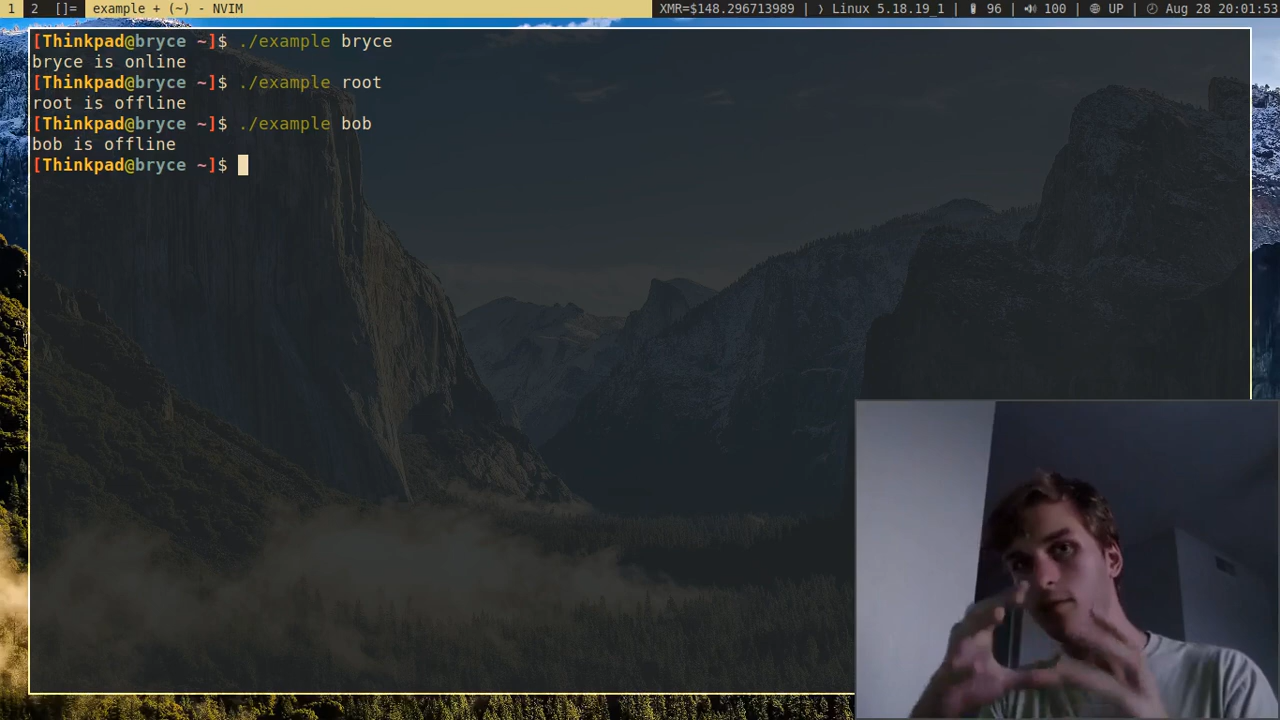 1 2 []= example + (~) - NVIM XMR=$148.296713989 | ❭ Linux 5.18.19_1 | 96 | 100 | UP | Aug 28 20:01:53
[Thinkpad@bryce ~]$ ./example bryce
bryce is online
[Thinkpad@bryce ~]$ ./example root
root is offline
[Thinkpad@bryce ~]$ ./example bob
bob is offline
[Thinkpad@bryce ~]$